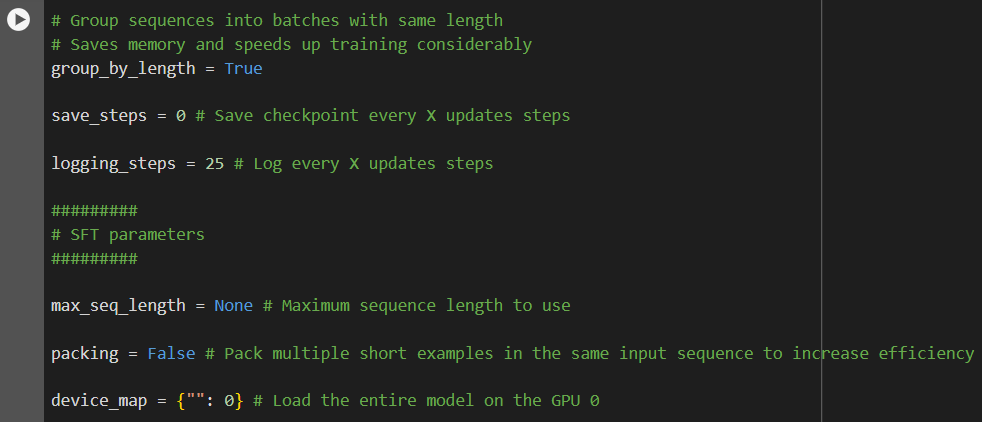 # Group sequences into batches with same length
# Saves memory and speeds up training considerably
group_by_length = True
save_steps = 0 # Save checkpoint every X updates steps
logging_steps = 25 # Log every X updates steps
#########
# SFT parameters
#########
max_seq_length = None # Maximum sequence length to use
packing = False # Pack multiple short examples in the same input sequence to increase efficiency
device_map = {"": 0} # Load the entire model on the GPU 0